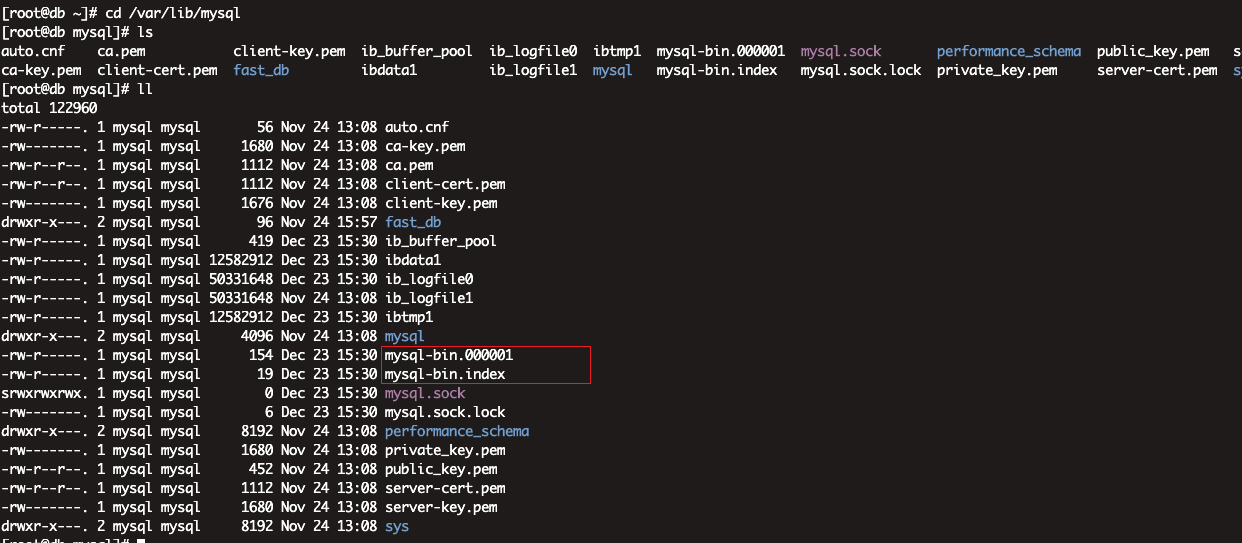 [root@db ~]# cd /var/lib/mysql
[root@db mysql]# ls
auto.cnf    ca.pem           client-key.pem  ib_buffer_pool  ib_logfile0  ibtmp1  mysql-bin.000001  mysql.sock       performance_schema  public_key.pem   s
ca-key.pem  client-cert.pem  fast_db         ibdata1         ib_logfile1  mysql   mysql-bin.index   mysql.sock.lock  private_key.pem     server-cert.pem  sy
[root@db mysql]# ll
total 122960
-rw-r-----. 1 mysql mysql       56 Nov 24 13:08 auto.cnf
-rw-------. 1 mysql mysql     1680 Nov 24 13:08 ca-key.pem
-rw-r--r--. 1 mysql mysql     1112 Nov 24 13:08 ca.pem
-rw-r--r--. 1 mysql mysql     1112 Nov 24 13:08 client-cert.pem
-rw-------. 1 mysql mysql     1676 Nov 24 13:08 client-key.pem
drwxr-x---. 2 mysql mysql       96 Nov 24 15:57 fast_db
-rw-r-----. 1 mysql mysql      419 Dec 23 15:30 ib_buffer_pool
-rw-r-----. 1 mysql mysql 12582912 Dec 23 15:30 ibdata1
-rw-r-----. 1 mysql mysql 50331648 Dec 23 15:30 ib_logfile0
-rw-r-----. 1 mysql mysql 50331648 Nov 24 13:08 ib_logfile1
-rw-r-----. 1 mysql mysql 12582912 Dec 23 15:30 ibtmp1
drwxr-x---. 2 mysql mysql     4096 Nov 24 13:08 mysql
-rw-r-----. 1 mysql mysql      154 Dec 23 15:30 mysql-bin.000001
-rw-r-----. 1 mysql mysql       19 Dec 23 15:30 mysql-bin.index
srwxrwxrwx. 1 mysql mysql        0 Dec 23 15:30 mysql.sock
-rw-------. 1 mysql mysql        6 Dec 23 15:30 mysql.sock.lock
drwxr-x---. 2 mysql mysql     8192 Nov 24 13:08 performance_schema
-rw-------. 1 mysql mysql     1680 Nov 24 13:08 private_key.pem
-rw-r--r--. 1 mysql mysql      452 Nov 24 13:08 public_key.pem
-rw-r--r--. 1 mysql mysql     1112 Nov 24 13:08 server-cert.pem
-rw-------. 1 mysql mysql     1680 Nov 24 13:08 server-key.pem
drwxr-x---. 2 mysql mysql     8192 Nov 24 13:08 sys
[root@db mysql]#